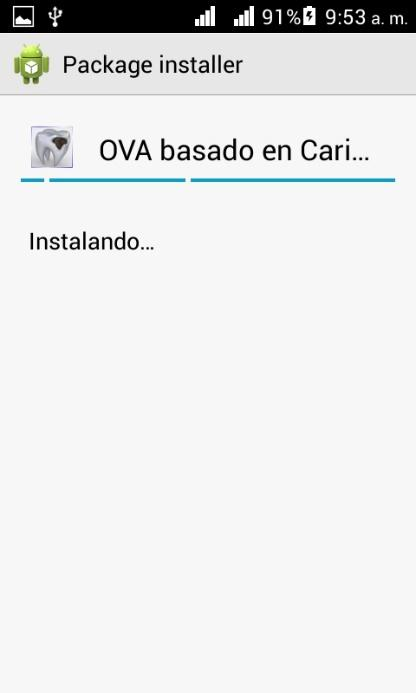 91% 9:53 a. m.
Package installer
OVA basado en Cari...
Instalando...